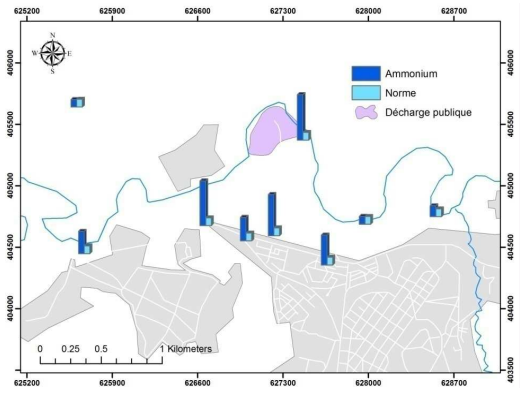 625200 625900 626600 627300 628000 628700
N
W E
S
Ammonium
Norme
Décharge publique
406000 406000
405500 405500
405000 405000
404500 404500
404000 404000
403500
0 0.25 0.5 1 Kilometers
625200 625900 626600 627300 628000 628700